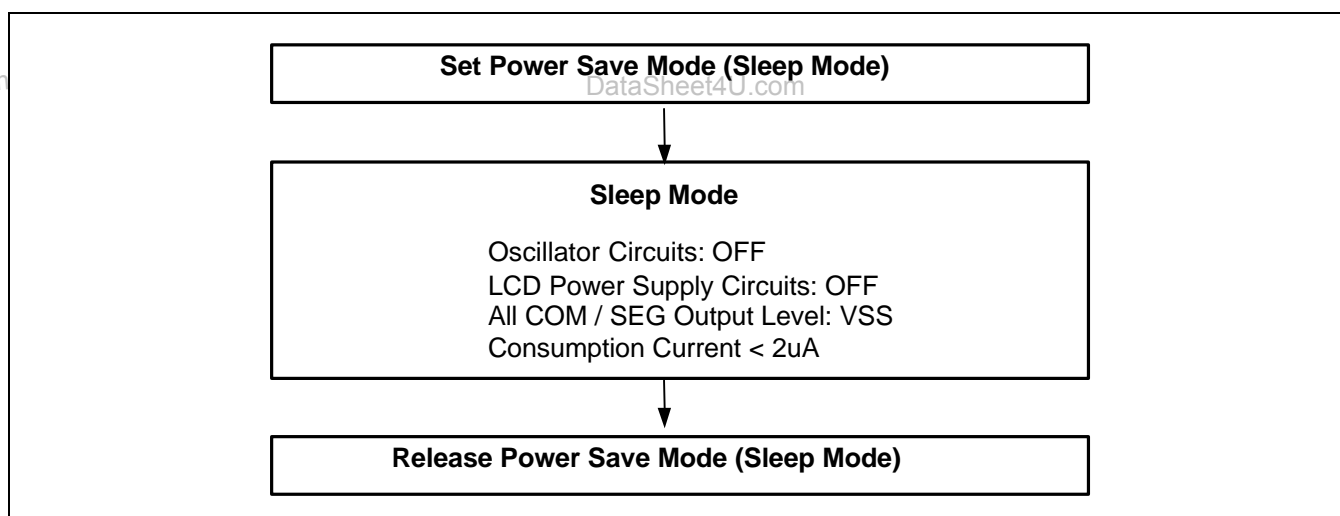 Set Power Save Mode (Sleep Mode)
DataSheet4U.com
Sleep Mode
Oscillator Circuits: OFF
LCD Power Supply Circuits: OFF
All COM / SEG Output Level: VSS
Consumption Current < 2uA
Release Power Save Mode (Sleep Mode)